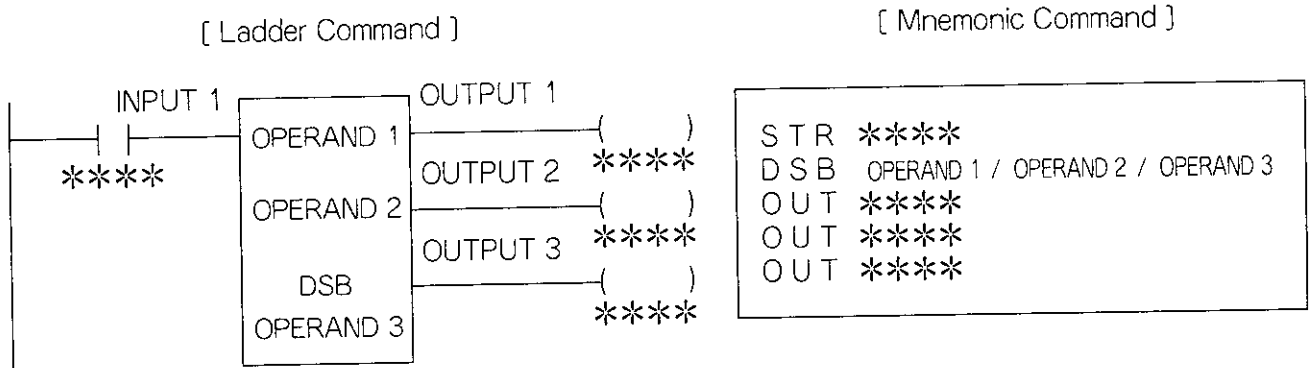 [ Ladder Command ]
[ Mnemonic Command ]
INPUT 1
OUTPUT 1
OPERAND 1
( )
****
****
OUTPUT 2
OPERAND 2
( )
****
OUTPUT 3
DSB
( )
****
OPERAND 3
STR ****
DSB OPERAND 1 / OPERAND 2 / OPERAND 3
OUT ****
OUT ****
OUT ****